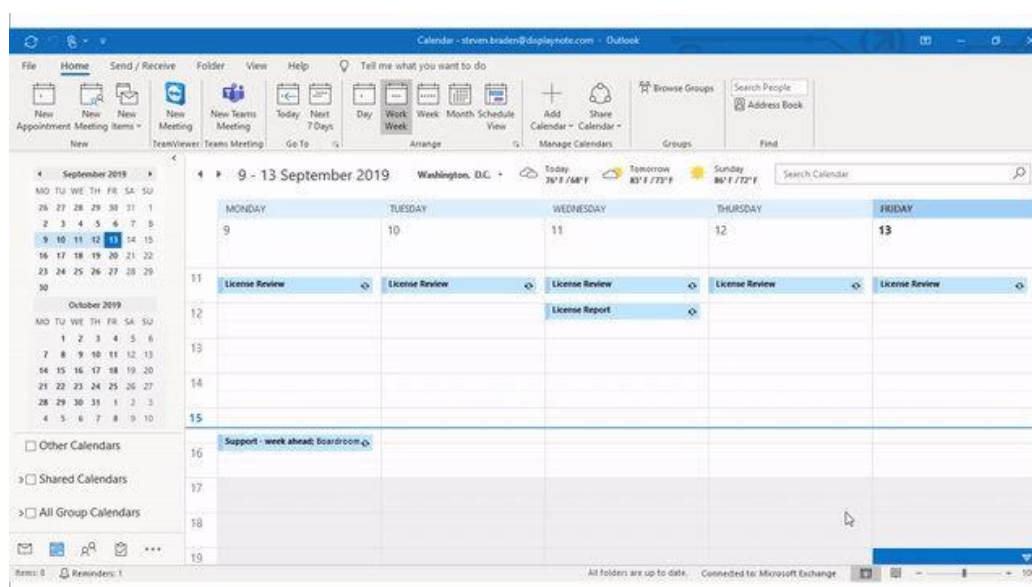 Calendar - steven.braden@displaynote.com - Outlook
File Home Send / Receive Folder View Help Tell me what you want to do
New Appointment New Meeting New Items New Meeting New Teams Meeting Today Next 7 Days Day Work Week Week Month Schedule View Add Calendar Share Calendar Browse Groups Search People
Address Book
New TeamViewer Teams Meeting Go To Arrange Manage Calendars Groups Find
September 2019
MO TU WE TH FR SA SU
26 27 28 29 30 31 1
2 3 4 5 6 7 8
9 10 11 12 13 14 15
16 17 18 19 20 21 22
23 24 25 26 27 28 29
30
October 2019
MO TU WE TH FR SA SU
1 2 3 4 5 6
7 8 9 10 11 12 13
14 15 16 17 18 19 20
21 22 23 24 25 26 27
28 29 30 31 1 2 3
4 5 6 7 8 9 10
Other Calendars
Shared Calendars
All Group Calendars
9 - 13 September 2019 Washington, D.C. Today 76°F/68°F Tomorrow 83°F/73°F Sunday 86°F/72°F Search Calendar
MONDAY TUESDAY WEDNESDAY THURSDAY FRIDAY
9 10 11 12 13
11 License Review License Review License Review License Review License Review
12 License Report
13
14
15
16 Support - week ahead; Boardroom
17
18
19
Items: 8 Reminders: 1 All folders are up to date. Connected to: Microsoft Exchange